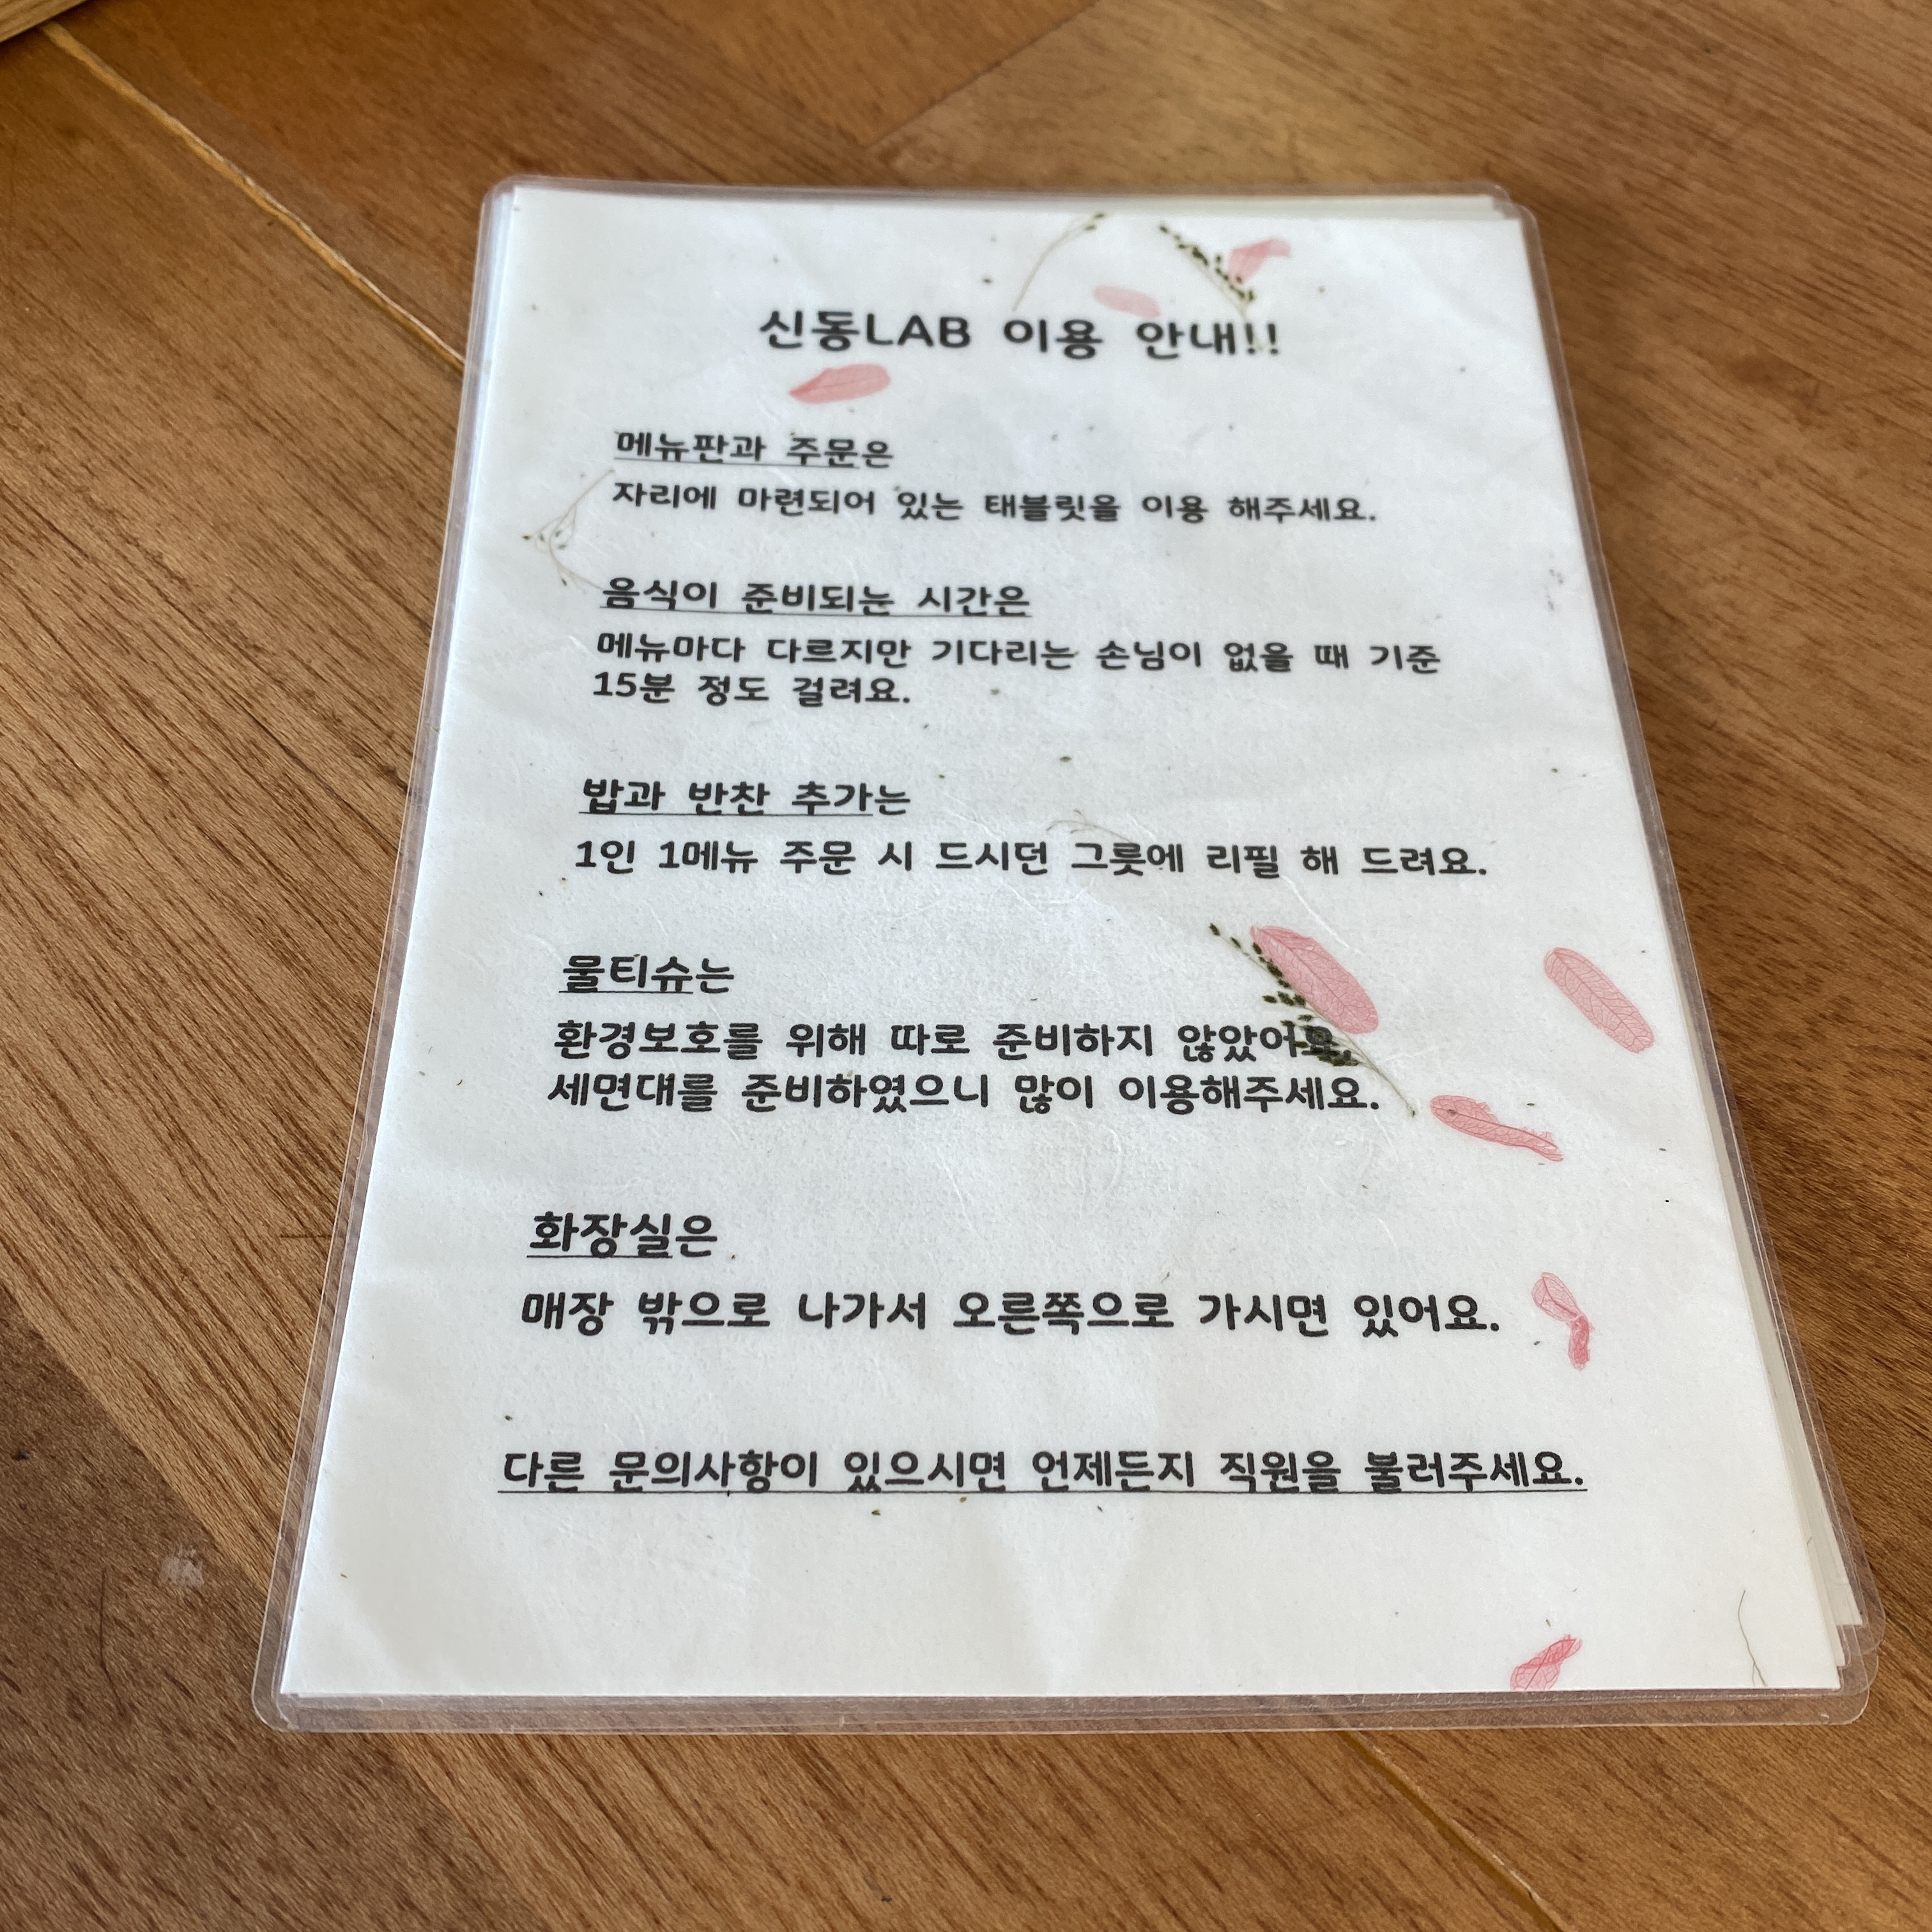 신동LAB 이용 안내!!
메뉴판과 주문은
자리에 마련되어 있는 태블릿을 이용 해주세요.
음식이 준비되는 시간은
메뉴마다 다르지만 기다리는 손님이 없을 때 기준
15분 정도 걸려요.
밥과 반찬 추가는
1인 1메뉴 주문 시 드시던 그릇에 리필 해 드려요.
물티슈는
환경보호를 위해 따로 준비하지 않았어요,
세면대를 준비하였으니 많이 이용해주세요.
화장실은
매장 밖으로 나가서 오른쪽으로 가시면 있어요.
다른 문의사항이 있으시면 언제든지 직원을 불러주세요.